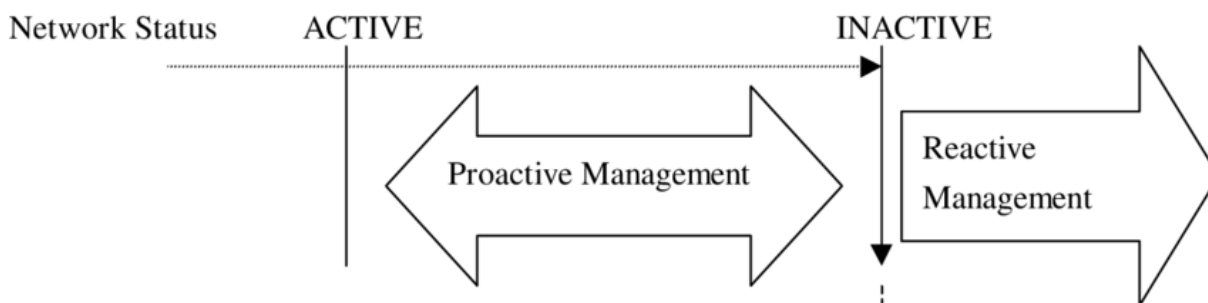 Network Status ACTIVE INACTIVE
Proactive Management
Reactive
Management